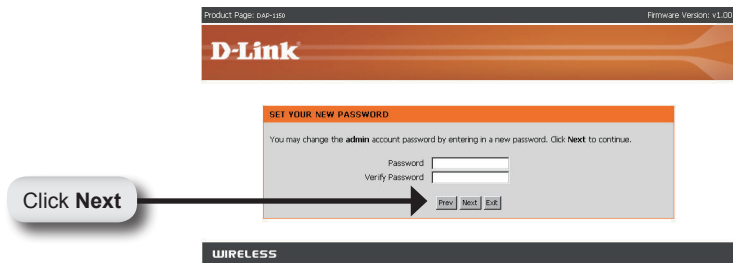 Product Page: DAP-1150 Firmware Version: v1.00
D-Link
SET YOUR NEW PASSWORD
You may change the admin account password by entering in a new password. Click Next to continue.
Password
Verify Password
Click Next
Prev Next Exit
WIRELESS